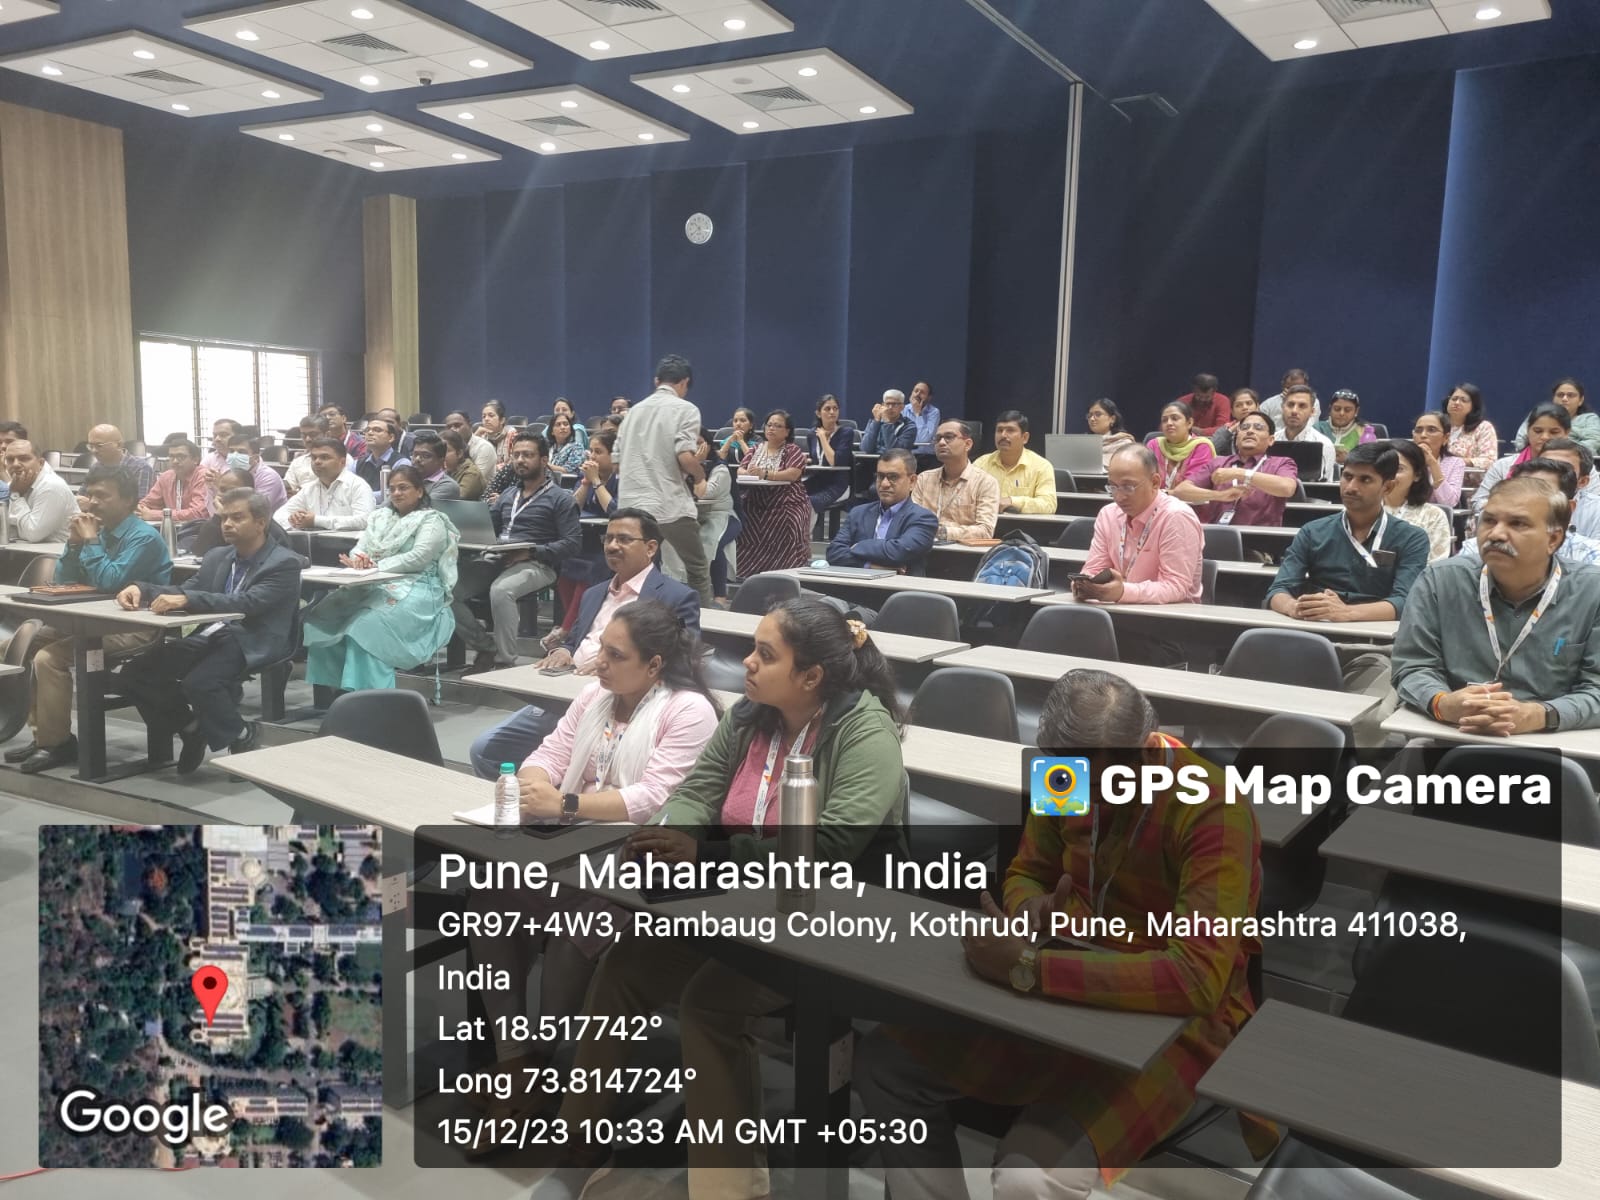 GPS Map Camera
Pune, Maharashtra, India
GR97+4W3, Rambaug Colony, Kothrud, Pune, Maharashtra 411038,
India
Lat 18.517742°
Long 73.814724°
15/12/23 10:33 AM GMT +05:30
Google